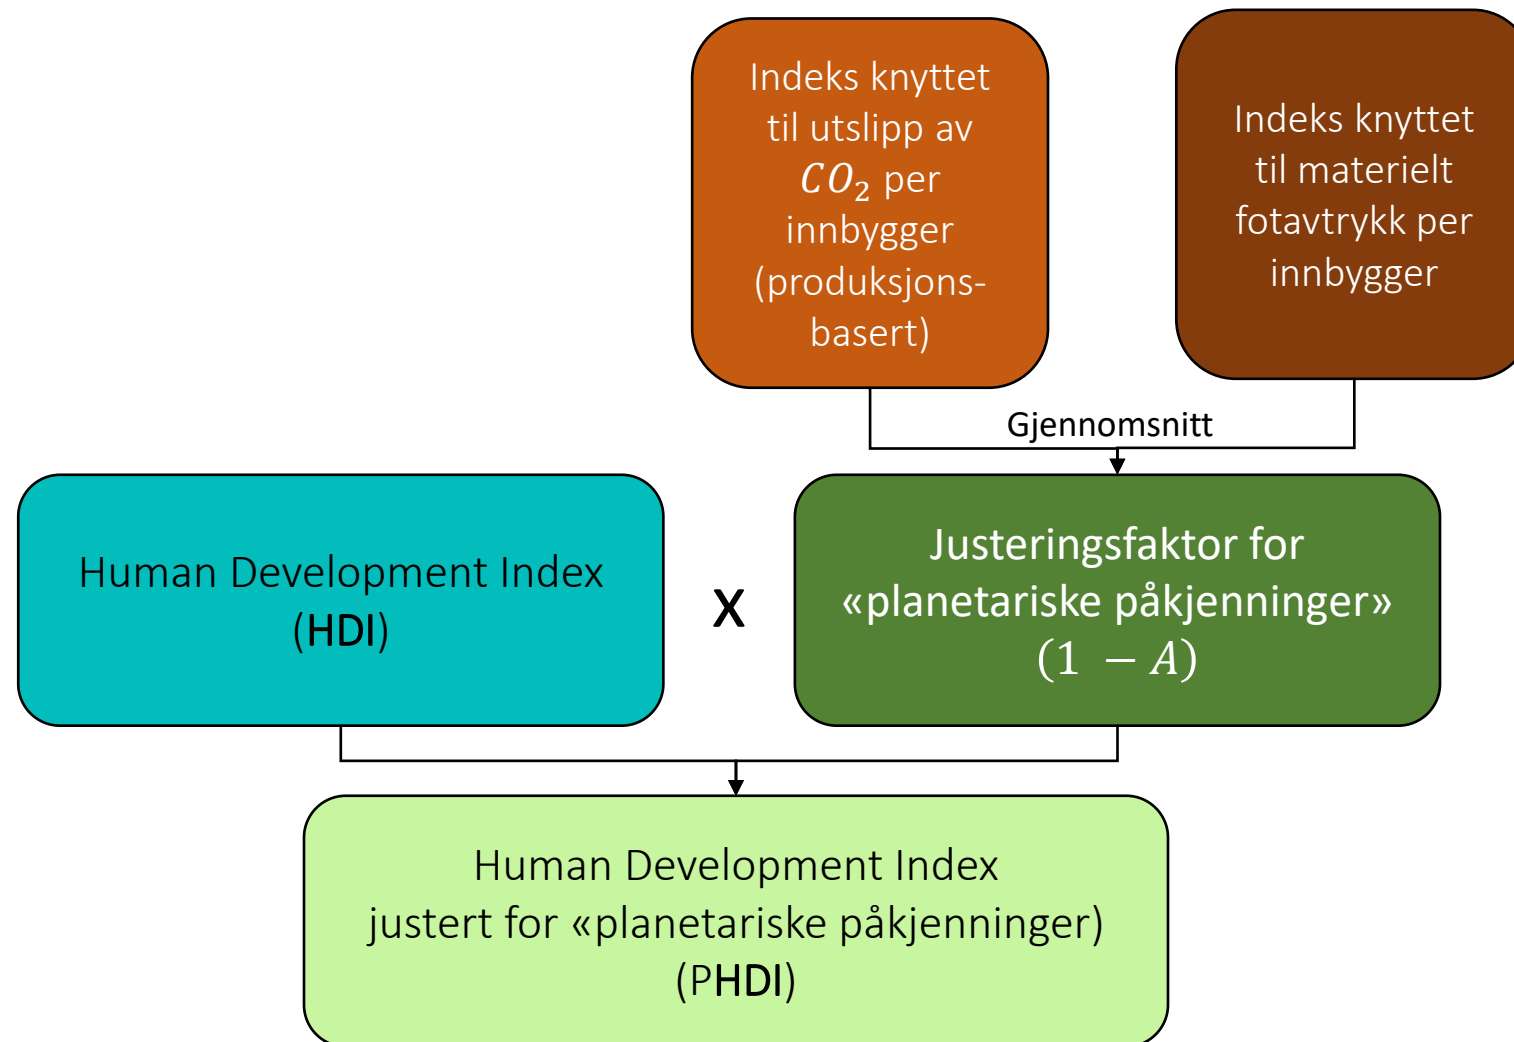 Indeks knyttet
til utslipp av
CO₂ per
innbygger
(produksjons-
basert)
Indeks knyttet
til materielt
fotavtrykk per
innbygger
Gjennomsnitt
Human Development Index
(HDI)
x
Justeringsfaktor for
«planetariske påkjenninger»
(1 − A)
Human Development Index
justert for «planetariske påkjenninger)
(PHDI)